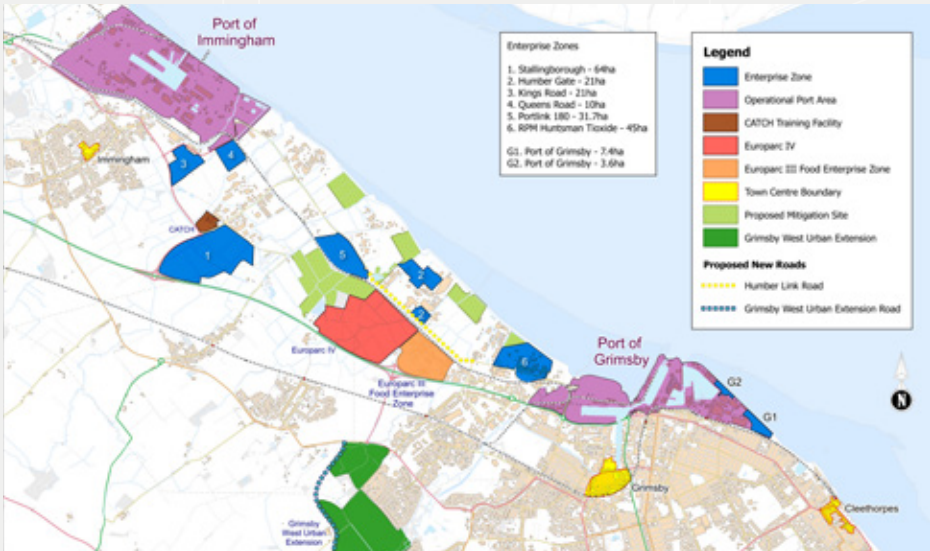 Port of
Immingham
Enterprise Zones
1. Stallingborough - 64ha
2. Humber Gate - 21ha
3. Kings Road - 21ha
4. Queens Road - 10ha
5. Portlink 180 - 31.7ha
6. RPM Huntsman Tioxide - 45ha
G1. Port of Grimsby - 7.4ha
G2. Port of Grimsby - 3.6ha
Legend
Enterprise Zone
Operational Port Area
CATCH Training Facility
Europarc IV
Europarc III Food Enterprise Zone
Town Centre Boundary
Proposed Mitigation Site
Grimsby West Urban Extension
Proposed New Roads
Humber Link Road
Grimsby West Urban Extension Road
Immingham
3
4
CATCH
1
5
2
2
6
Europarc IV
Europarc III
Food Enterprise
Zone
Port of
Grimsby
G2
G1
N
Grimsby
Cleethorpes
Grimsby
West Urban
Extension